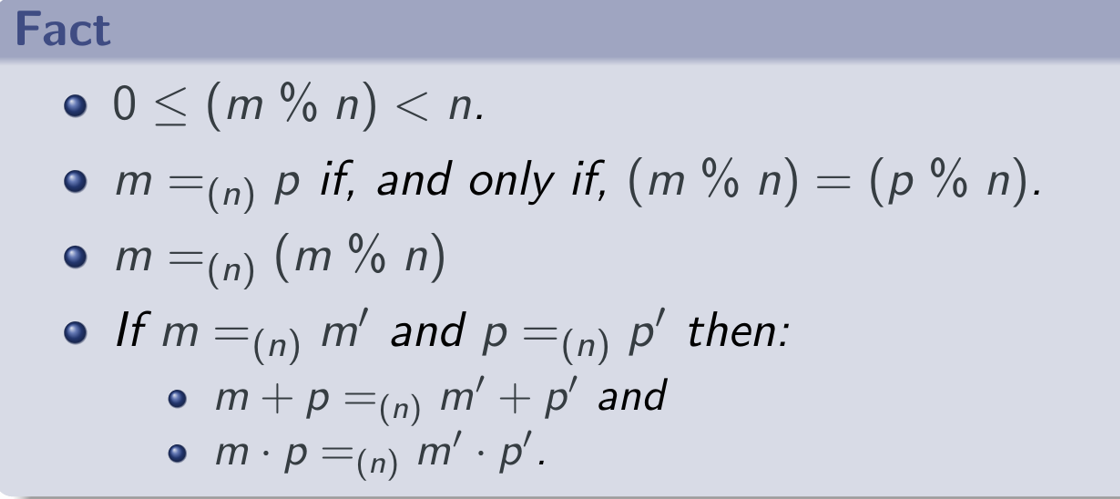 Fact
• 0 ≤ (m % n) < n.
• m =₍ₙ₎ p if, and only if, (m % n) = (p % n).
• m =₍ₙ₎ (m % n)
• If m =₍ₙ₎ m′ and p =₍ₙ₎ p′ then:
• m + p =₍ₙ₎ m′ + p′ and
• m · p =₍ₙ₎ m′ · p′.